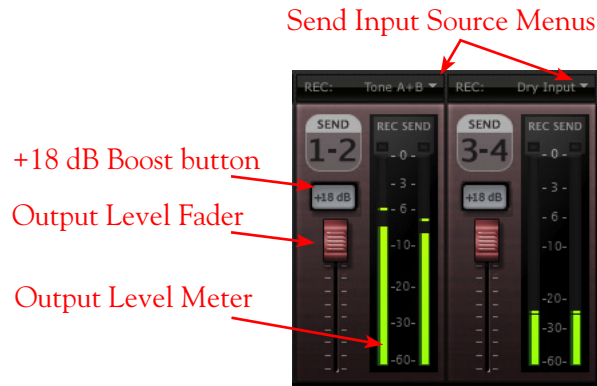 Send Input Source Menus
REC: Tone A+B REC: Dry Input
SEND REC SEND SEND REC SEND
1-2 3-4
- 0 - - 0 -
+18 dB Boost button
+18 dB - 3 - +18 dB - 3 -
Output Level Fader
- 6 - - 6 -
-10- -10-
Output Level Meter
-20- -20-
-30- -30-
-60- -60-